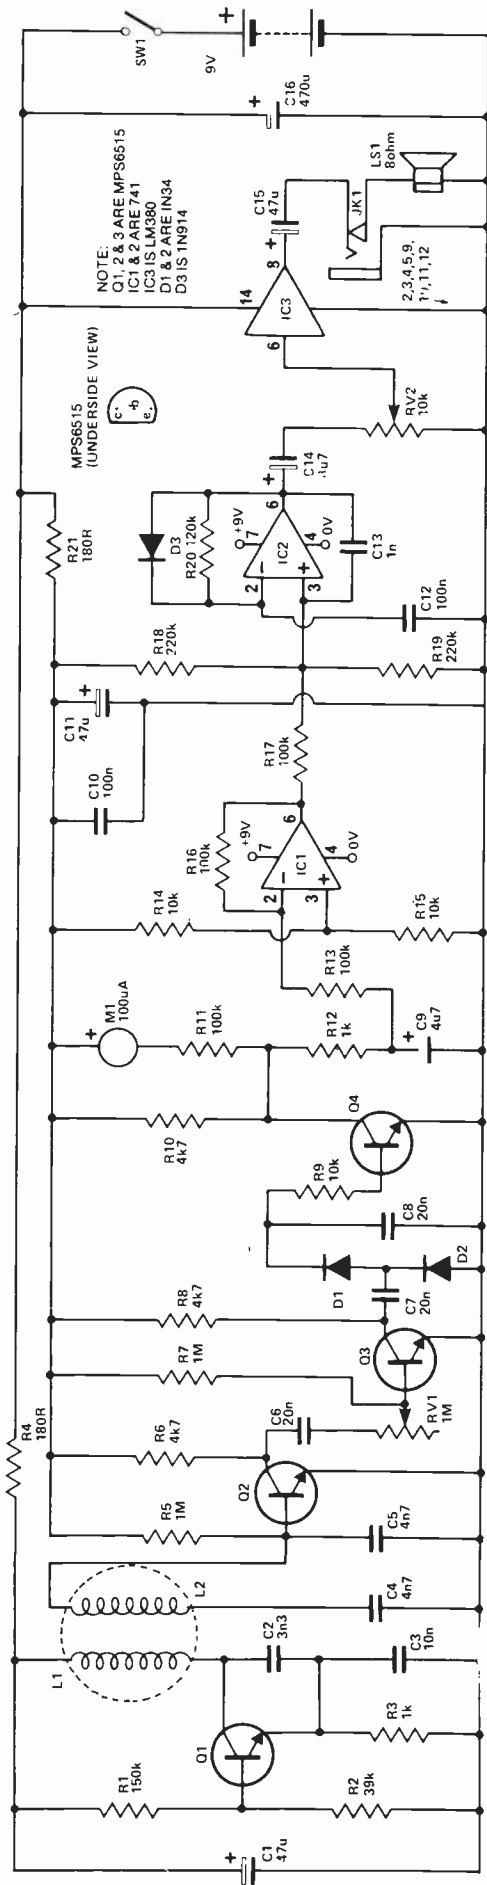 R4
180R
L1
L2
R1
150k
C1
47u
Q1
R2
39k
C2
3n3
R3
1k
C3
10n
C4
4n7
R5
1M
C5
4n7
Q2
R6
4k7
C6
20n
RV1
1M
R7
1M
R8
4k7
Q3
C7
20n
D1
D2
C8
20n
R9
10k
Q4
R10
4k7
+
M1
100uA
R11
100k
R12
1k
+
C9
4u7
R13
100k
R14
10k
R15
10k
R16
100k
2
3
−
+
IC1
7
+9V
4
0V
6
R17
100k
C10
100n
C11
47u
+
R18
220k
R19
220k
R21
180R
C12
100n
D3
R20 120k
2
3
−
+
IC2
7
+9V
4
0V
6
C13
1n
+
C14
RV2
10k
MPS6515
(UNDERSIDE VIEW)
c
b
e
NOTE:
Q1, 2 & 3 ARE MPS6515
IC1 & 2 ARE 741
IC3 IS LM380
D1 & 2 ARE IN34
D3 IS 1N914
14
6
8
IC3
+
C15
47u
JK1
2,3,4,5,9,
11,12
LS1
8ohm
+
C16
470u
SW1
9V
+